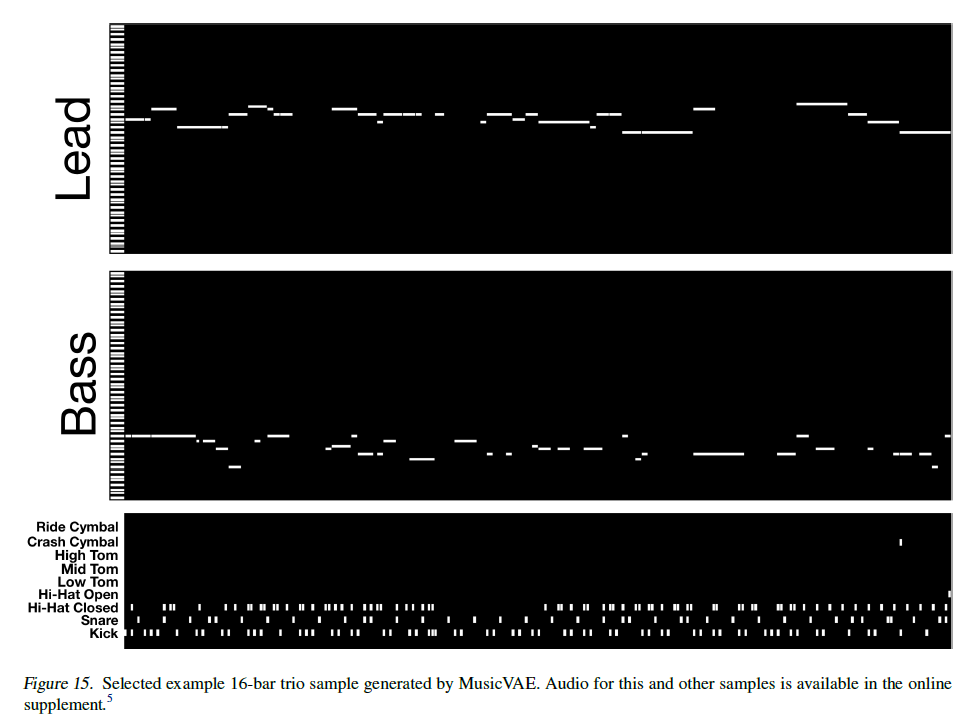 Lead
Bass
Ride Cymbal
Crash Cymbal
High Tom
Mid Tom
Low Tom
Hi-Hat Open
Hi-Hat Closed
Snare
Kick
Figure 15. Selected example 16-bar trio sample generated by MusicVAE. Audio for this and other samples is available in the online
supplement.5